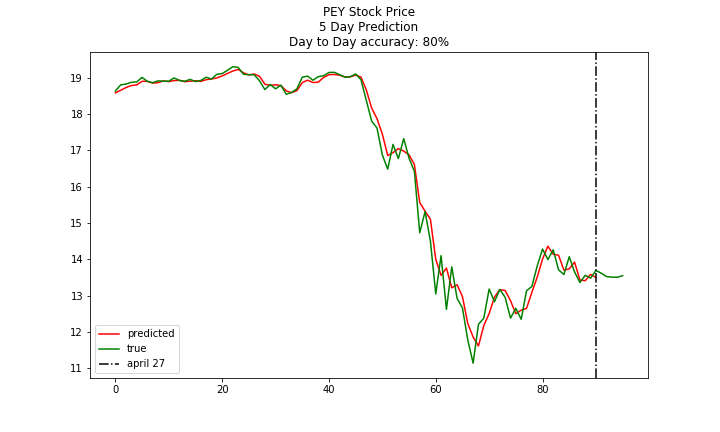 PEY Stock Price
5 Day Prediction
Day to Day accuracy: 80%
19
18
17
16
15
14
13
12
11
predicted
true
april 27
0
20
40
60
80